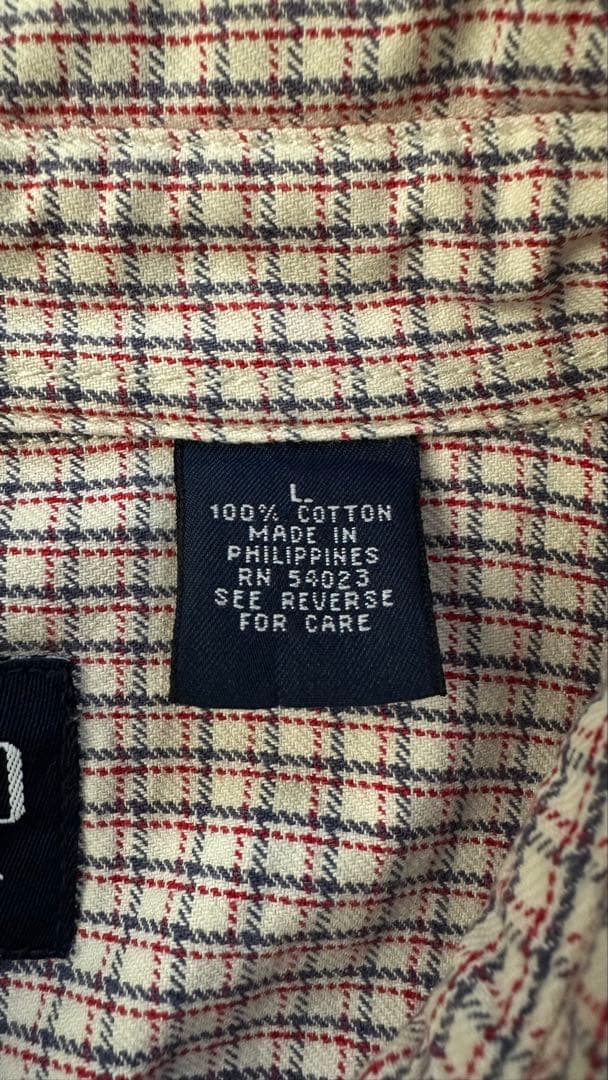 L.
100% COTTON
MADE IN
PHILIPPINES
RN 54023
SEE REVERSE
FOR CARE